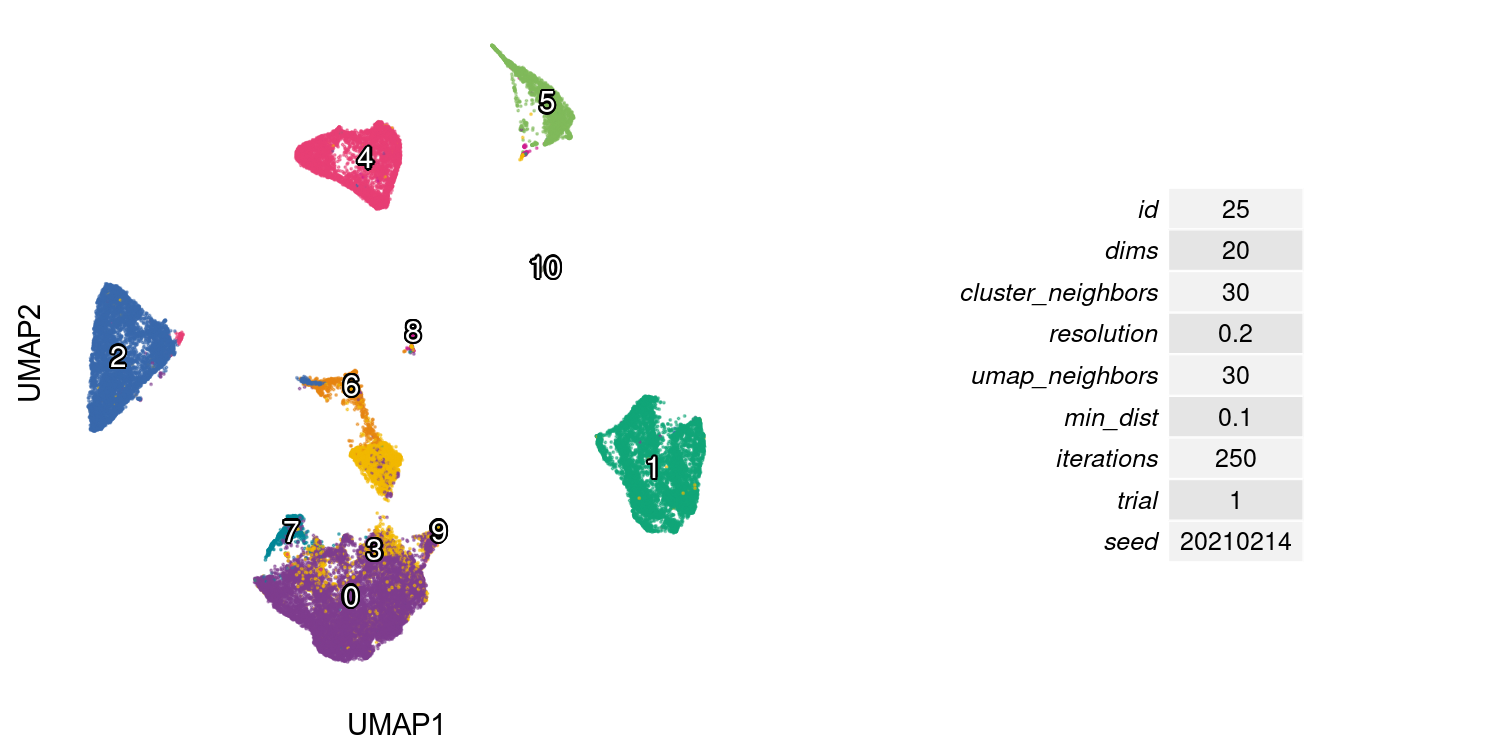 5
4
10
8
2
6
1
7
9
3
0
UMAP2
UMAP1
id 25
dims 20
cluster_neighbors 30
resolution 0.2
umap_neighbors 30
min_dist 0.1
iterations 250
trial 1
seed 20210214